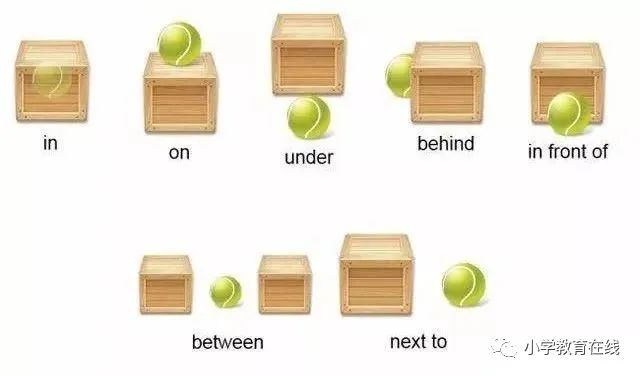 in
on
under
behind
in front of
between
next to
小学教育在线